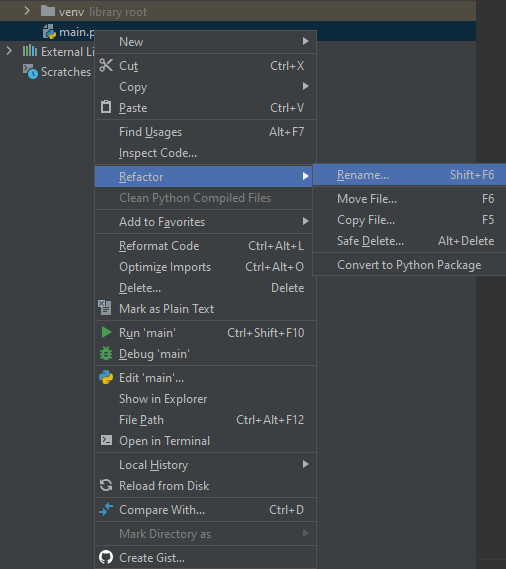 venv library root
main.p
External Li
Scratches
New
Cut Ctrl+X
Copy
Paste Ctrl+V
Find Usages Alt+F7
Inspect Code...
Refactor
Clean Python Compiled Files
Add to Favorites
Reformat Code Ctrl+Alt+L
Optimize Imports Ctrl+Alt+O
Delete... Delete
Mark as Plain Text
Run 'main' Ctrl+Shift+F10
Debug 'main'
Edit 'main'...
Show in Explorer
File Path Ctrl+Alt+F12
Open in Terminal
Local History
Reload from Disk
Compare With... Ctrl+D
Mark Directory as
Create Gist...
Rename... Shift+F6
Move File... F6
Copy File... F5
Safe Delete... Alt+Delete
Convert to Python Package